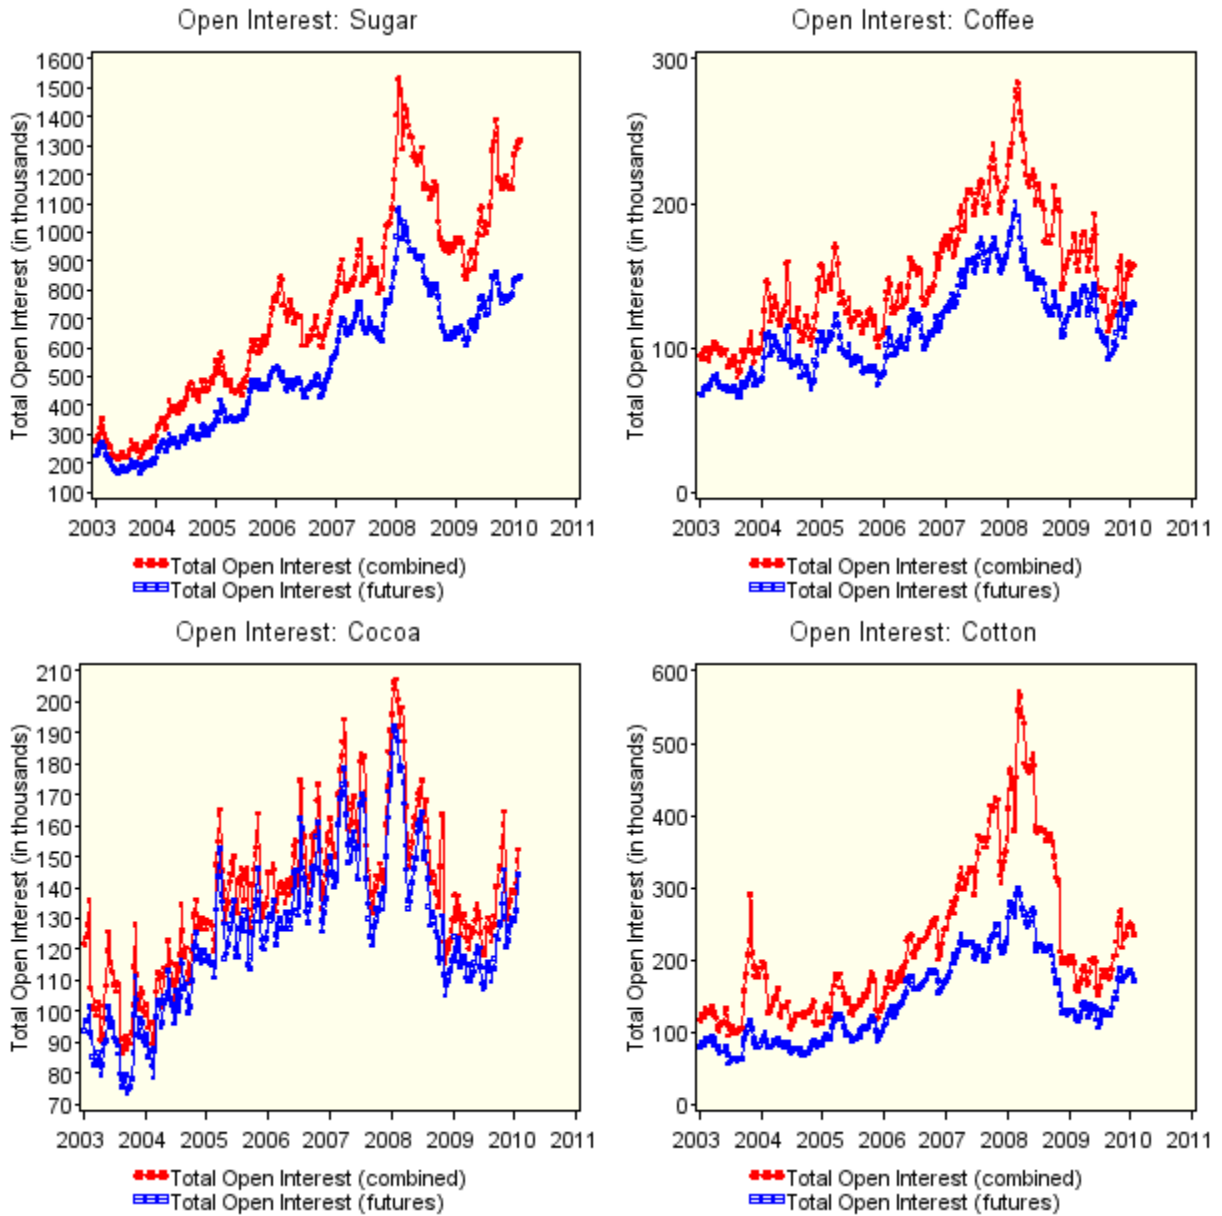 Open Interest: Sugar
Total Open Interest (in thousands)
1600
1500
1400
1300
1200
1100
1000
900
800
700
600
500
400
300
200
100
2003 2004 2005 2006 2007 2008 2009 2010 2011
Total Open Interest (combined)
Total Open Interest (futures)
Open Interest: Coffee
Total Open Interest (in thousands)
300
200
100
0
2003 2004 2005 2006 2007 2008 2009 2010 2011
Total Open Interest (combined)
Total Open Interest (futures)
Open Interest: Cocoa
Total Open Interest (in thousands)
210
200
190
180
170
160
150
140
130
120
110
100
90
80
70
2003 2004 2005 2006 2007 2008 2009 2010 2011
Total Open Interest (combined)
Total Open Interest (futures)
Open Interest: Cotton
Total Open Interest (in thousands)
600
500
400
300
200
100
0
2003 2004 2005 2006 2007 2008 2009 2010 2011
Total Open Interest (combined)
Total Open Interest (futures)